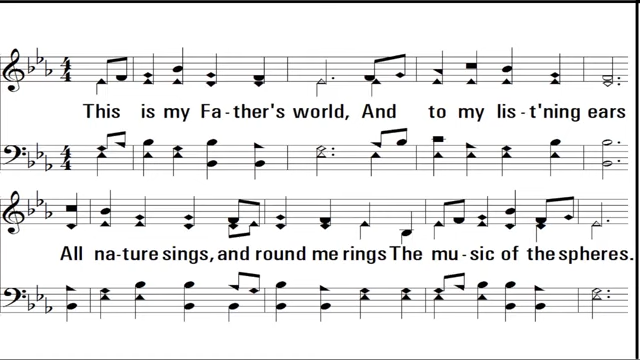 This is my Fa-ther's world, And to my lis-t'ning ears
All na-ture sings, and round me rings The mu-sic of the spheres.